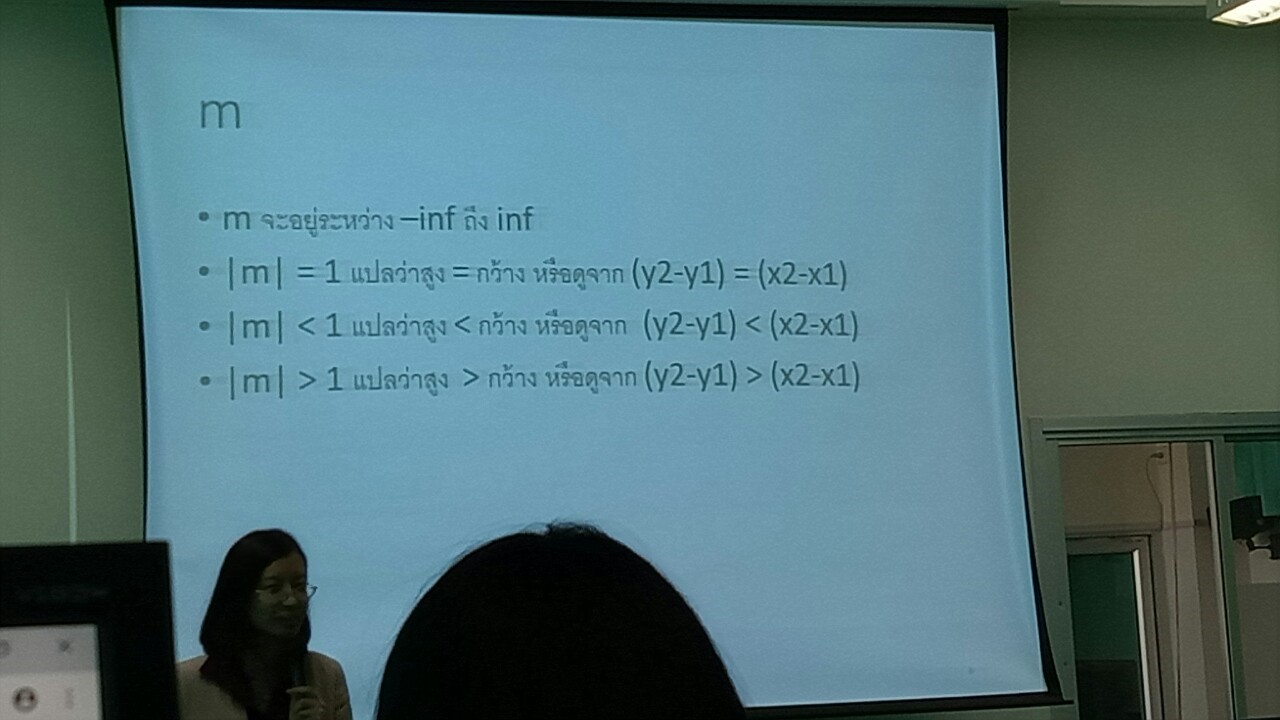 m
• m จะอยู่ระหว่าง –inf ถึง inf
• |m| = 1 แปลว่าสูง = กว้าง หรือดูจาก (y2-y1) = (x2-x1)
• |m| < 1 แปลว่าสูง < กว้าง หรือดูจาก (y2-y1) < (x2-x1)
• |m| > 1 แปลว่าสูง > กว้าง หรือดูจาก (y2-y1) > (x2-x1)